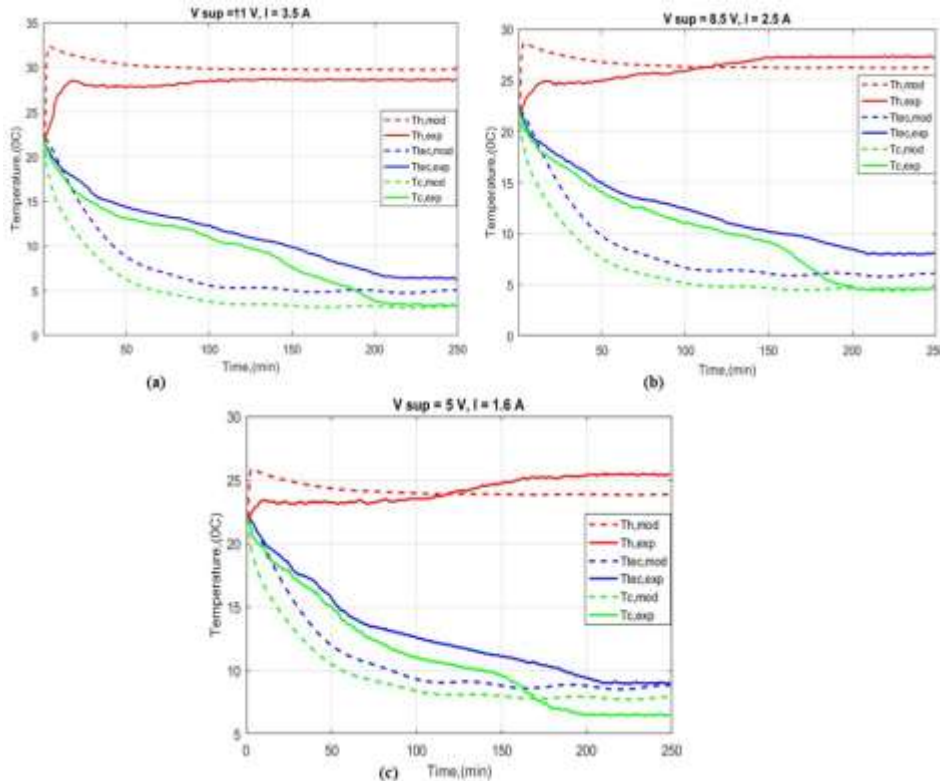 V sup =11 V, I = 3.5 A
35
30
25
20
15
10
5
0
Temperature,(0C)
Th,mod
Th,exp
Ttec,mod
Ttec,exp
Tc,mod
Tc,exp
50 100 150 200 250
Time,(min)
(a)
V sup = 8.5 V, I = 2.5 A
30
25
20
15
10
5
0
Temperature,(0C)
Th,mod
Th,exp
Ttec,mod
Ttec,exp
Tc,mod
Tc,exp
50 100 150 200 250
Time,(min)
(b)
V sup = 5 V, I = 1.6 A
30
25
20
15
10
5
Temperature,(0C)
Th,mod
Th,exp
Ttec,mod
Ttec,exp
Tc,mod
Tc,exp
0 50 100 150 200 250
(c) Time,(min)